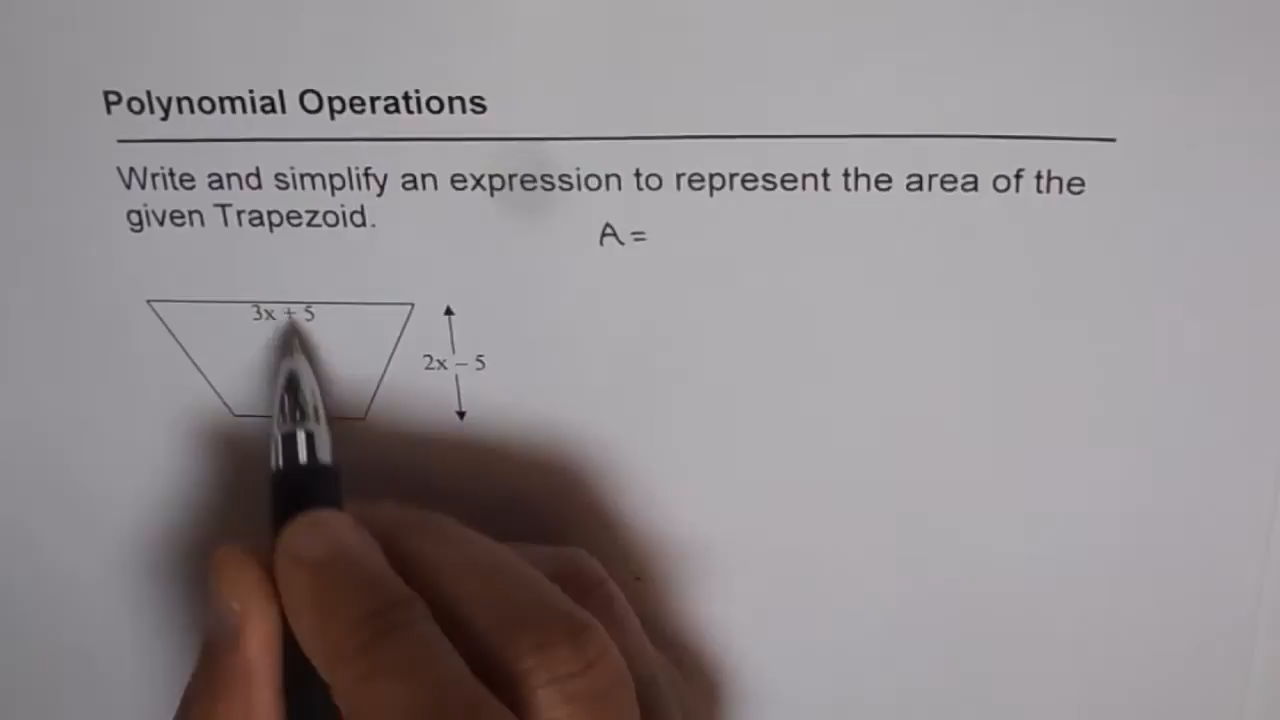 Polynomial Operations
Write and simplify an expression to represent the area of the
given Trapezoid.
A =
3x + 5
2x – 5